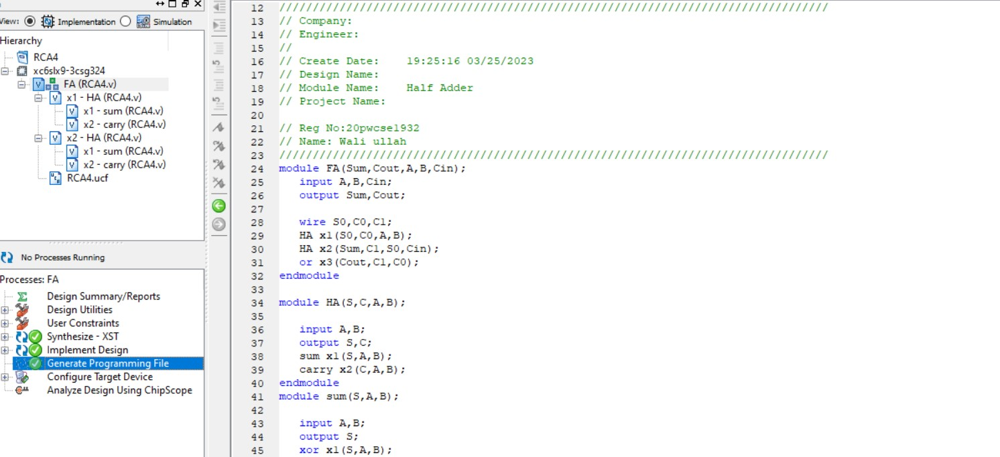 View: Implementation Simulation
Hierarchy
RCA4
xc6slx9-3csg324
FA (RCA4.v)
x1 - HA (RCA4.v)
x1 - sum (RCA4.v)
x2 - carry (RCA4.v)
x2 - HA (RCA4.v)
x1 - sum (RCA4.v)
x2 - carry (RCA4.v)
RCA4.ucf
No Processes Running
Processes: FA
Design Summary/Reports
Design Utilities
User Constraints
Synthesize - XST
Implement Design
Generate Programming File
Configure Target Device
Analyze Design Using ChipScope
12 //////////////////////////////////////////////////////////////////////////////////
13 // Company:
14 // Engineer:
15 //
16 // Create Date:    19:25:16 03/25/2023
17 // Design Name:
18 // Module Name:    Half Adder
19 // Project Name:
20
21 // Reg No:20pwcse1932
22 // Name: Wali ullah
23 //////////////////////////////////////////////////////////////////////////////////
24 module FA(Sum,Cout,A,B,Cin);
25    input A,B,Cin;
26    output Sum,Cout;
27
28    wire S0,C0,C1;
29    HA x1(S0,C0,A,B);
30    HA x2(Sum,C1,S0,Cin);
31    or x3(Cout,C1,C0);
32 endmodule
33
34 module HA(S,C,A,B);
35
36    input A,B;
37    output S,C;
38    sum x1(S,A,B);
39    carry x2(C,A,B);
40 endmodule
41 module sum(S,A,B);
42
43    input A,B;
44    output S;
45    xor x1(S,A,B);